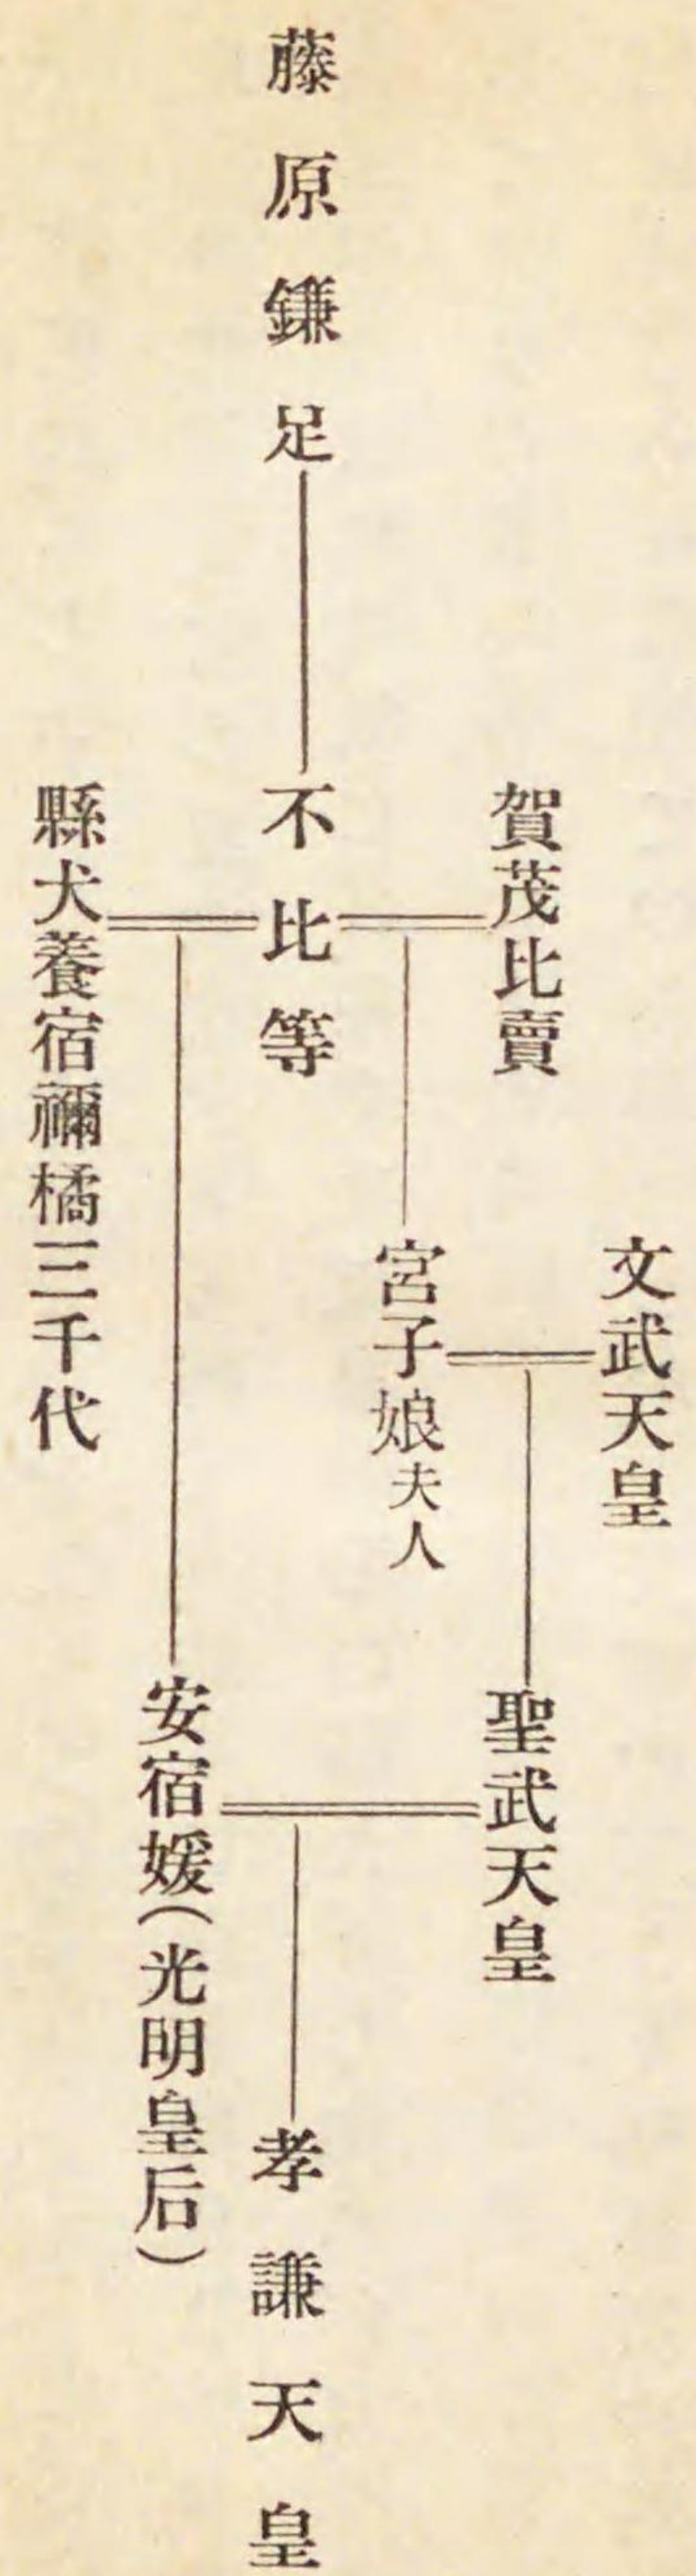 藤原鎌足
文武天皇
賀茂比賣
不比等
縣犬養宿禰橘三千代
宮子娘夫人
聖武天皇
安宿媛(光明皇后)
孝謙天皇